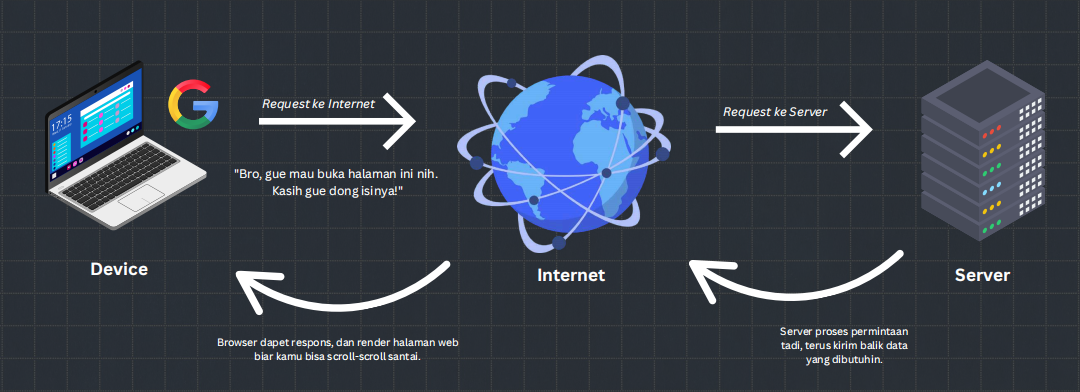 17:15
Request ke Internet
"Bro, gue mau buka halaman ini nih.
Kasih gue dong isinya!"
Request ke Server
Device
Internet
Server
Browser dapet respons, dan render halaman web
biar kamu bisa scroll-scroll santai.
Server proses permintaan
tadi, terus kirim balik data
yang dibutuhin.